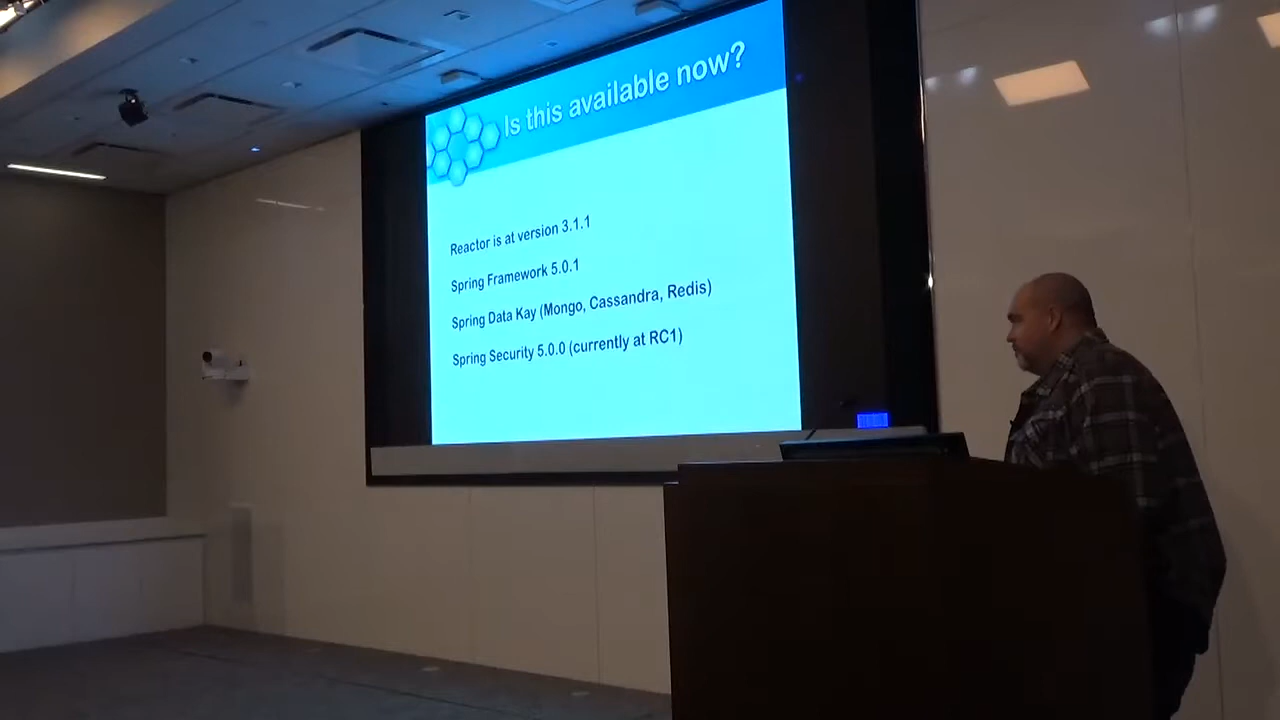 Is this available now?
Reactor is at version 3.1.1
Spring Framework 5.0.1
Spring Data Kay (Mongo, Cassandra, Redis)
Spring Security 5.0.0 (currently at RC1)